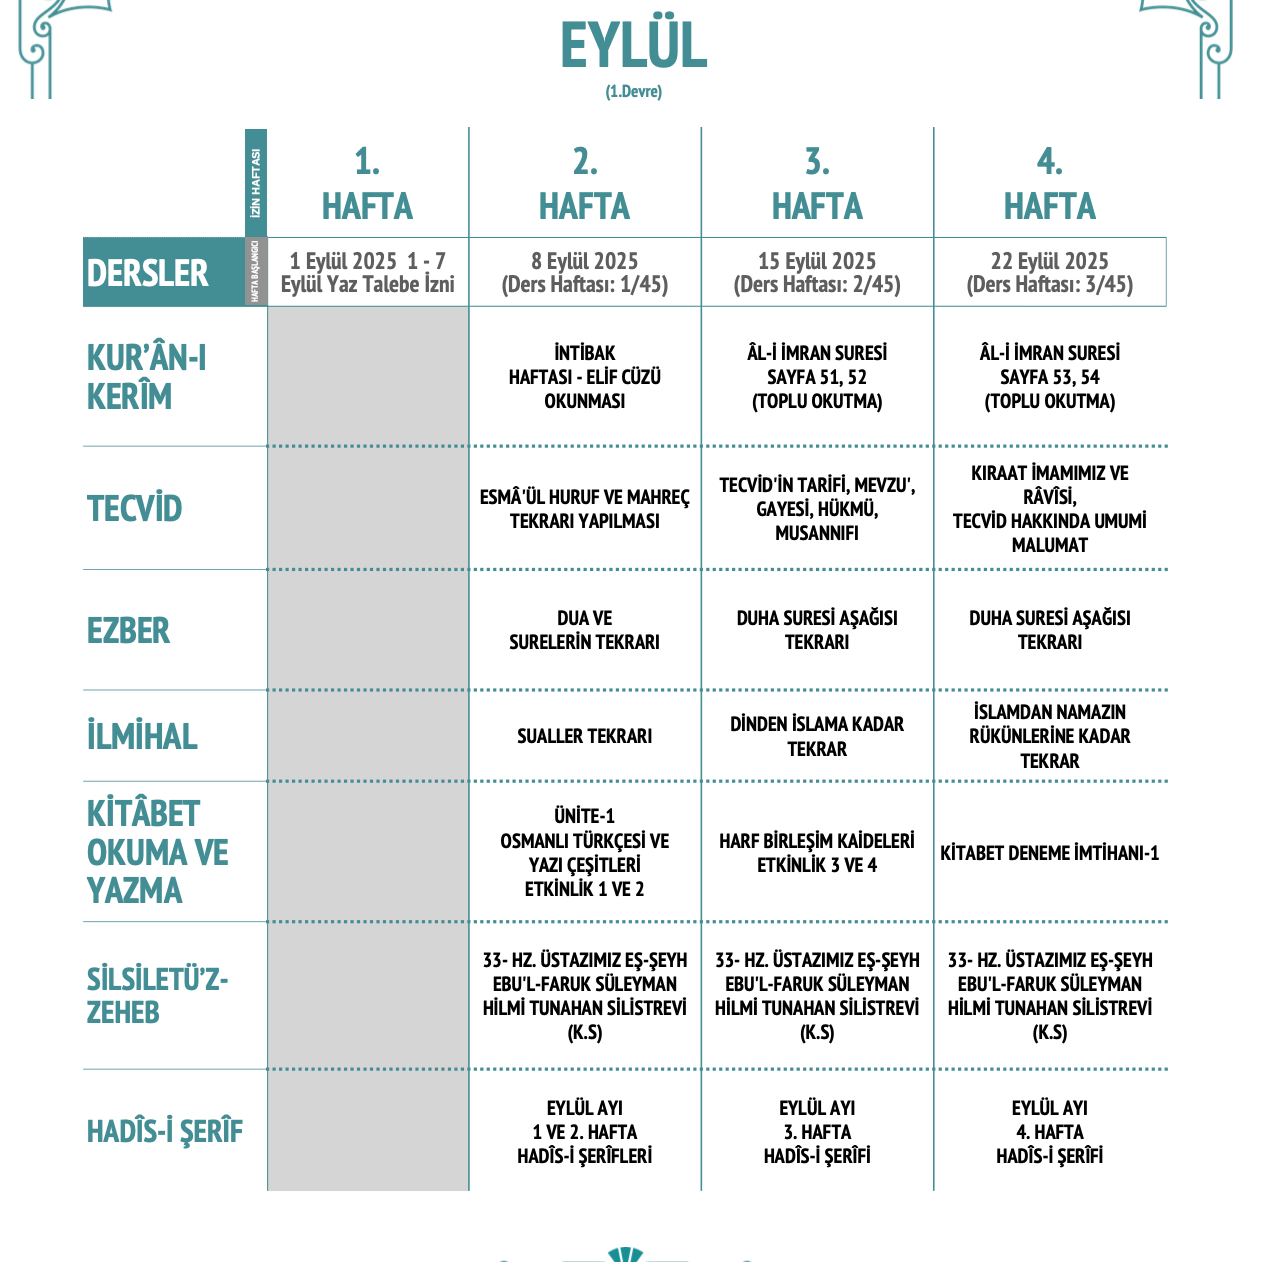 EYLÜL
(1.Devre)
İZİN HAFTASI
1.
HAFTA
2.
HAFTA
3.
HAFTA
4.
HAFTA
DERSLER
HAFTA BAŞLANGICI
1 Eylül 2025 1 - 7
Eylül Yaz Talebe İzni
8 Eylül 2025
(Ders Haftası: 1/45)
15 Eylül 2025
(Ders Haftası: 2/45)
22 Eylül 2025
(Ders Haftası: 3/45)
KUR’ÂN-I
KERÎM
İNTİBAK
HAFTASI - ELİF CÜZÜ
OKUNMASI
ÂL-İ İMRAN SURESİ
SAYFA 51, 52
(TOPLU OKUTMA)
ÂL-İ İMRAN SURESİ
SAYFA 53, 54
(TOPLU OKUTMA)
TECVİD
ESMÂ'ÜL HURUF VE MAHREÇ
TEKRARI YAPILMASI
TECVİD'İN TARİFİ, MEVZU',
GAYESİ, HÜKMÜ,
MUSANNIFI
KIRAAT İMAMIMIZ VE
RÂVÎSİ,
TECVİD HAKKINDA UMUMİ
MALUMAT
EZBER
DUA VE
SURELERİN TEKRARI
DUHA SURESİ AŞAĞISI
TEKRARI
DUHA SURESİ AŞAĞISI
TEKRARI
İLMİHAL
SUALLER TEKRARI
DİNDEN İSLAMA KADAR
TEKRAR
İSLAMDAN NAMAZIN
RÜKÜNLERİNE KADAR
TEKRAR
KİTÂBET
OKUMA VE
YAZMA
ÜNİTE-1
OSMANLI TÜRKÇESİ VE
YAZI ÇEŞİTLERİ
ETKİNLİK 1 VE 2
HARF BİRLEŞİM KAİDELERİ
ETKİNLİK 3 VE 4
KİTABET DENEME İMTİHANI-1
SİLSİLETÜ’Z-
ZEHEB
33- HZ. ÜSTAZIMIZ EŞ-ŞEYH
EBU'L-FARUK SÜLEYMAN
HİLMİ TUNAHAN SİLİSTREVİ
(K.S)
33- HZ. ÜSTAZIMIZ EŞ-ŞEYH
EBU'L-FARUK SÜLEYMAN
HİLMİ TUNAHAN SİLİSTREVİ
(K.S)
33- HZ. ÜSTAZIMIZ EŞ-ŞEYH
EBU'L-FARUK SÜLEYMAN
HİLMİ TUNAHAN SİLİSTREVİ
(K.S)
HADÎS-İ ŞERÎF
EYLÜL AYI
1 VE 2. HAFTA
HADÎS-İ ŞERÎFLERİ
EYLÜL AYI
3. HAFTA
HADÎS-İ ŞERÎFİ
EYLÜL AYI
4. HAFTA
HADÎS-İ ŞERÎFİ